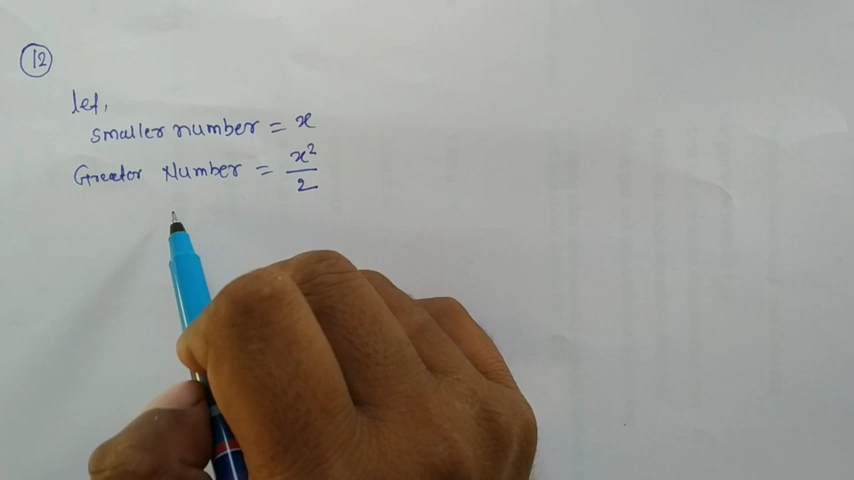 12
let,
smaller number = x
Greater Number = x²/2